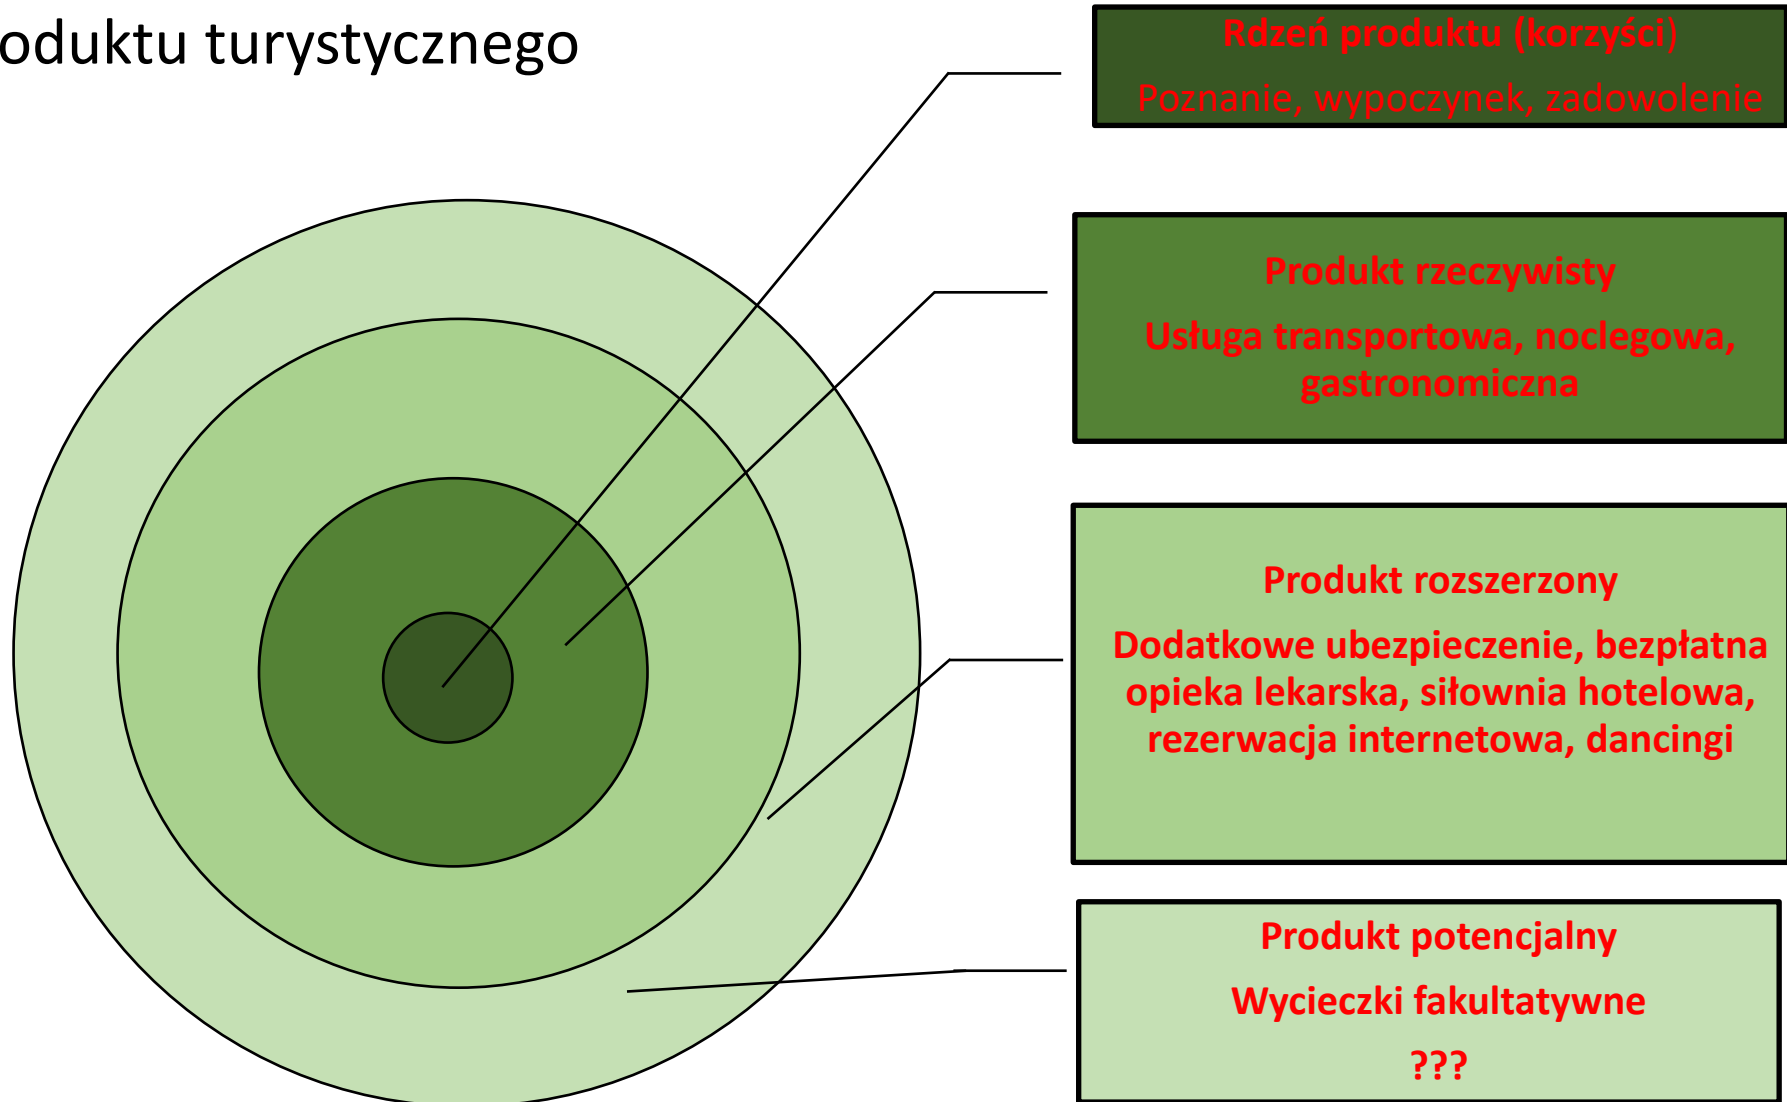 oduktu turystycznego
Rdzeń produktu (korzyści)
Poznanie, wypoczynek, zadowolenie
Produkt rzeczywisty
Usługa transportowa, noclegowa,
gastronomiczna
Produkt rozszerzony
Dodatkowe ubezpieczenie, bezpłatna
opieka lekarska, siłownia hotelowa,
rezerwacja internetowa, dancingi
Produkt potencjalny
Wycieczki fakultatywne
???